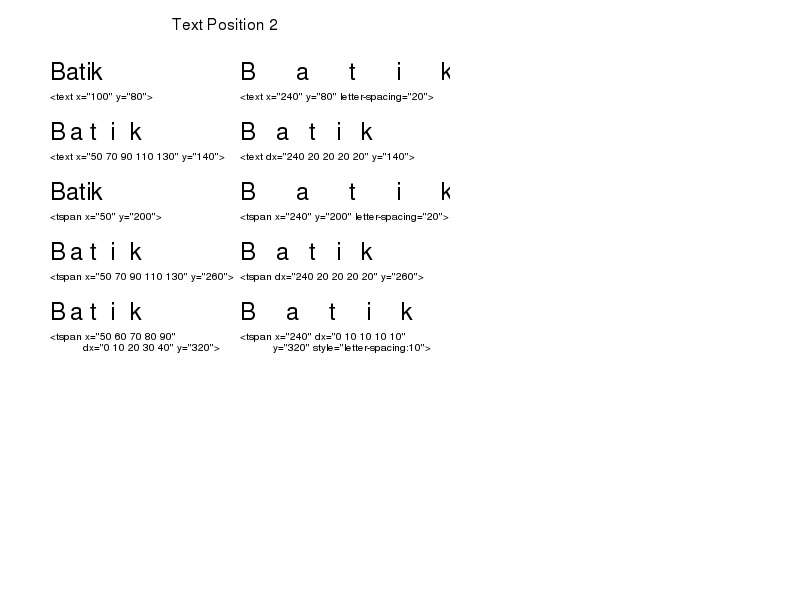 Text Position 2
Batik B a t i k
<text x="100" y="80"> <text x="240" y="80" letter-spacing="20">
B a t i k B a t i k
<text x="50 70 90 110 130" y="140"> <text dx="240 20 20 20 20" y="140">
Batik B a t i k
<tspan x="50" y="200"> <tspan x="240" y="200" letter-spacing="20">
B a t i k B a t i k
<tspan x="50 70 90 110 130" y="260"> <tspan dx="240 20 20 20 20" y="260">
B a t i k B a t i k
<tspan x="50 60 70 80 90" <tspan x="240" dx="0 10 10 10 10"
dx="0 10 20 30 40" y="320"> y="320" style="letter-spacing:10">